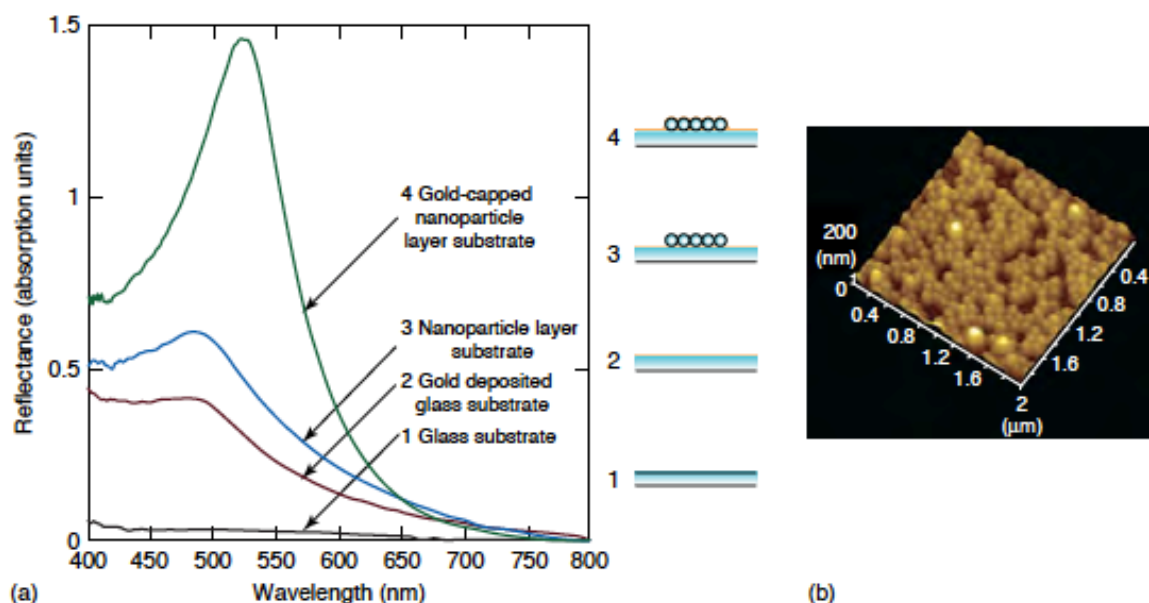 1.5
1
0.5
0
Reflectance (absorption units)
400 450 500 550 600 650 700 750 800
Wavelength (nm)
4 Gold-capped
nanoparticle
layer substrate
3 Nanoparticle layer
substrate
2 Gold deposited
glass substrate
1 Glass substrate
(a)
4
3
2
1
200
(nm)
0
0.4
0.8
1.2
1.6
2
(μm)
1.6
1.2
0.8
0.4
(b)